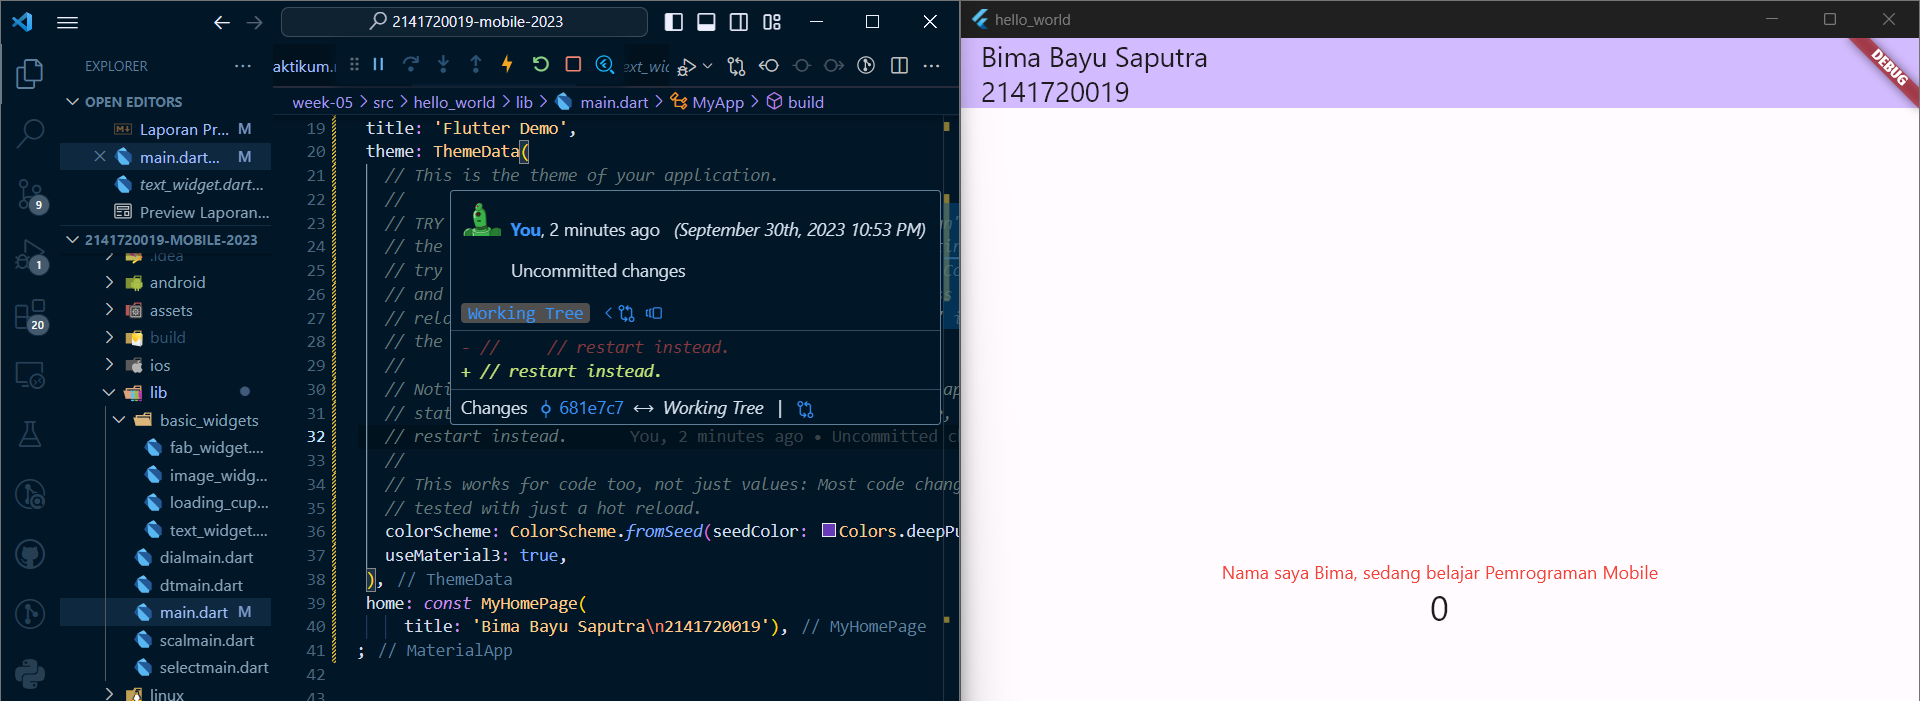 2141720019-mobile-2023
EXPLORER
OPEN EDITORS
Laporan Pr... M
main.dart... M
text_widget.dart...
Preview Laporan...
2141720019-MOBILE-2023
.idea
android
assets
build
ios
lib
basic_widgets
fab_widget....
image_widg...
loading_cup...
text_widget....
dialmain.dart
dtmain.dart
main.dart M
scalmain.dart
selectmain.dart
linux
9
1
20
aktikum.
ext_wi
week-05 > src > hello_world > lib > main.dart > MyApp > build
19 title: 'Flutter Demo',
20 theme: ThemeData(
21 // This is the theme of your application.
22 //
23 // TRY
24 // the
25 // try
26 // and
27 // relo
28 // the
29 //
30 // Noti
31 // stat
32 // restart instead. You, 2 minutes ago • Uncommitted c
33 //
34 // This works for code too, not just values: Most code chang
35 // tested with just a hot reload.
36 colorScheme: ColorScheme.fromSeed(seedColor: Colors.deepPu
37 useMaterial3: true,
38 ), // ThemeData
39 home: const MyHomePage(
40 title: 'Bima Bayu Saputra\n2141720019'), // MyHomePage
41 ; // MaterialApp
42
43
You, 2 minutes ago (September 30th, 2023 10:53 PM)
Uncommitted changes
Working Tree
- // // restart instead.
+ // restart instead.
Changes 681e7c7 ↔ Working Tree |
hello_world
Bima Bayu Saputra
2141720019
DEBUG
Nama saya Bima, sedang belajar Pemrograman Mobile
0